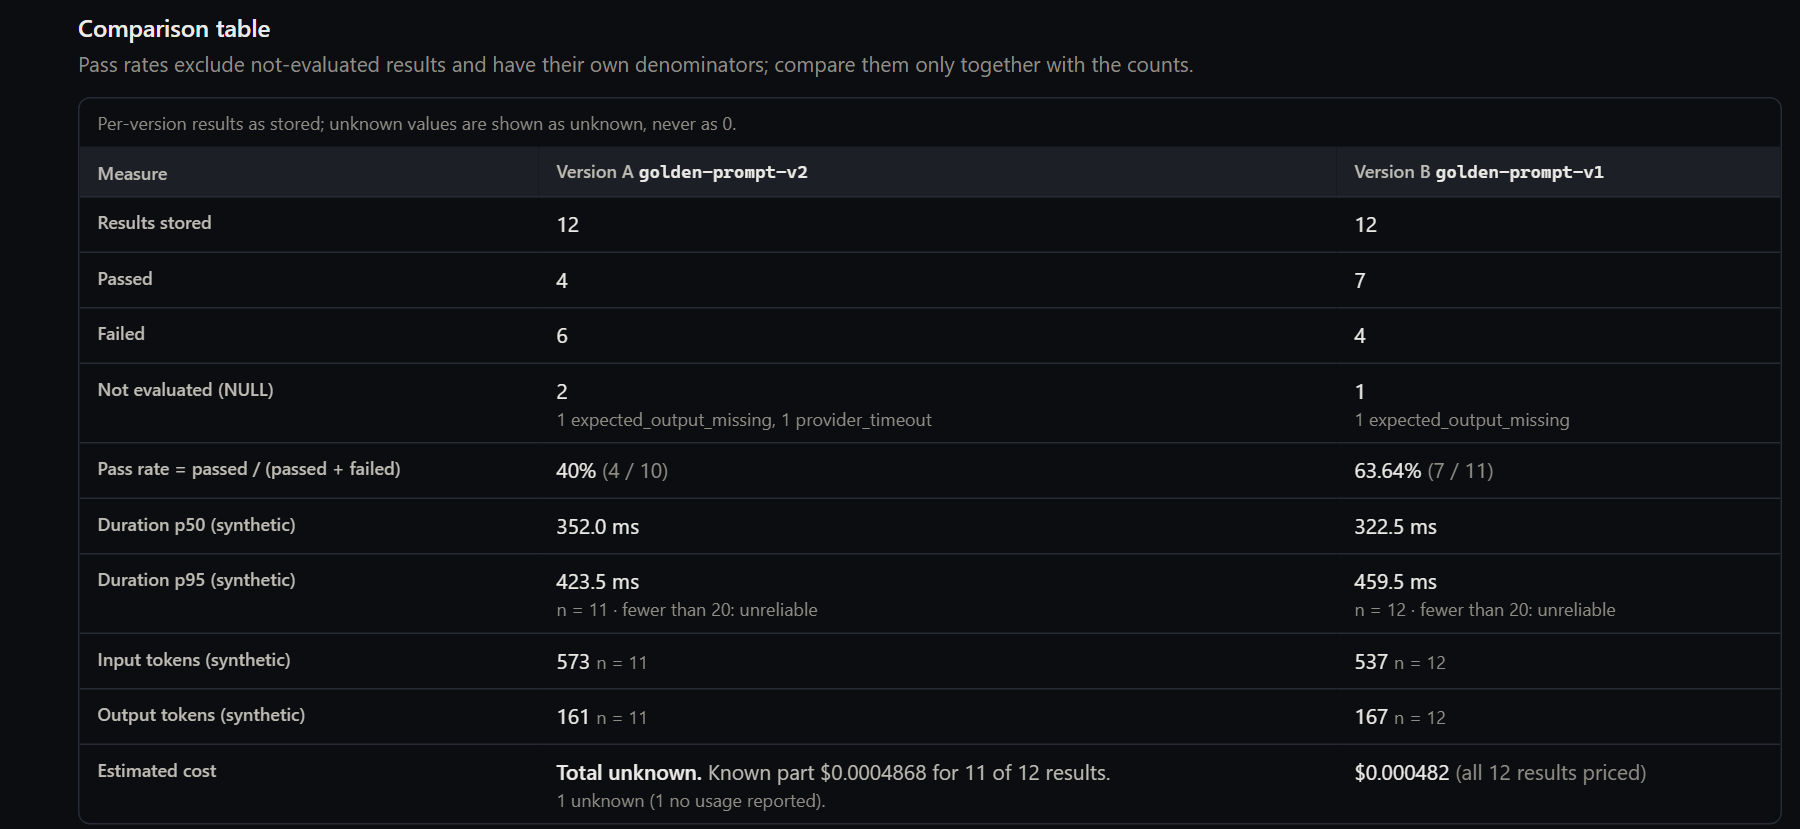 Comparison table
Pass rates exclude not-evaluated results and have their own denominators; compare them only together with the counts.
Per-version results as stored; unknown values are shown as unknown, never as 0.
Measure Version A golden-prompt-v2 Version B golden-prompt-v1
Results stored 12 12
Passed 4 7
Failed 6 4
Not evaluated (NULL) 2 1
1 expected_output_missing, 1 provider_timeout 1 expected_output_missing
Pass rate = passed / (passed + failed) 40% (4 / 10) 63.64% (7 / 11)
Duration p50 (synthetic) 352.0 ms 322.5 ms
Duration p95 (synthetic) 423.5 ms 459.5 ms
n = 11 · fewer than 20: unreliable n = 12 · fewer than 20: unreliable
Input tokens (synthetic) 573 n = 11 537 n = 12
Output tokens (synthetic) 161 n = 11 167 n = 12
Estimated cost Total unknown. Known part $0.0004868 for 11 of 12 results. $0.000482 (all 12 results priced)
1 unknown (1 no usage reported).